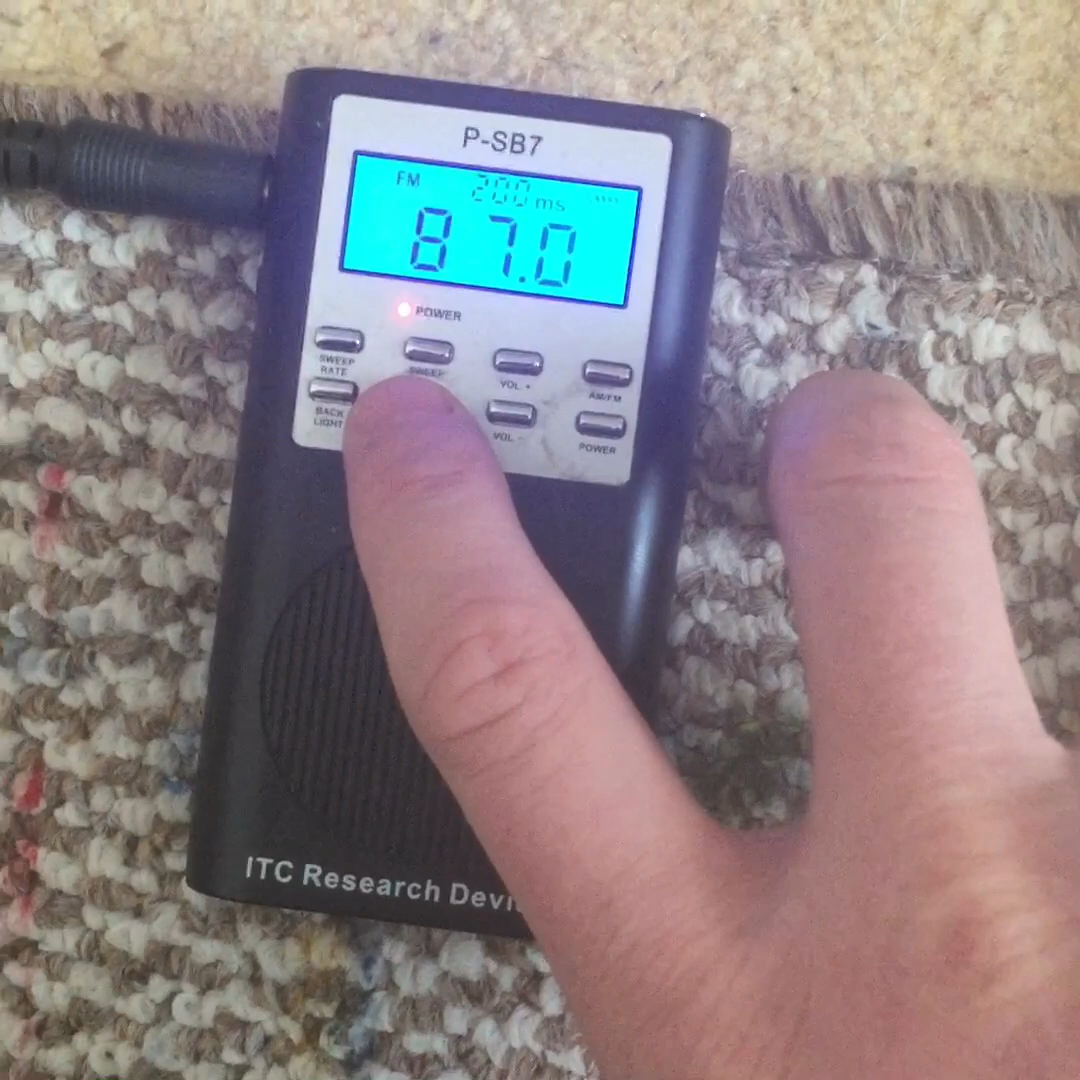 P-SB7
FM 200 ms
87.0
POWER
SWEEP RATE
SWEEP
VOL +
AM/FM
BACK LIGHT
VOL -
POWER
ITC Research Devi